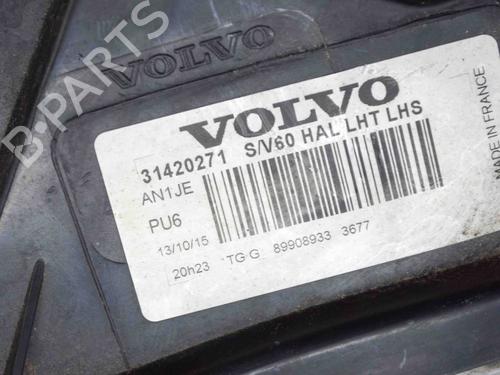 B-PARTS
VOLVO
VOLVO
31420271 S/V60 HAL LHT LHS
AN1JE
PU6
13/10/15
20h23 TG G 89908933 3677
MADE IN FRANCE